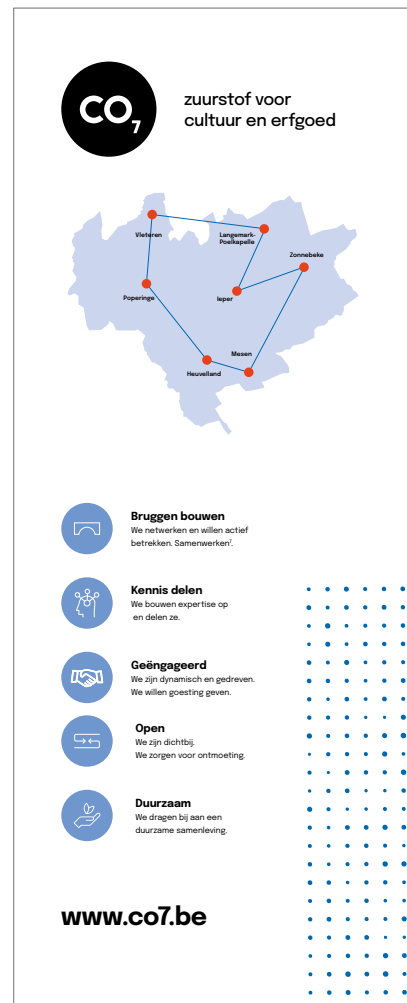 CO7
zuurstof voor
cultuur en erfgoed
Vleteren
Langemark-
Poelkapelle
Zonnebeke
Poperinge
Ieper
Mesen
Heuvelland
Bruggen bouwen
We netwerken en willen actief
betrekken. Samenwerken⁷.
Kennis delen
We bouwen expertise op
en delen ze.
Geëngageerd
We zijn dynamisch en gedreven.
We willen goesting geven.
Open
We zijn dichtbij.
We zorgen voor ontmoeting.
Duurzaam
We dragen bij aan een
duurzame samenleving.
www.co7.be